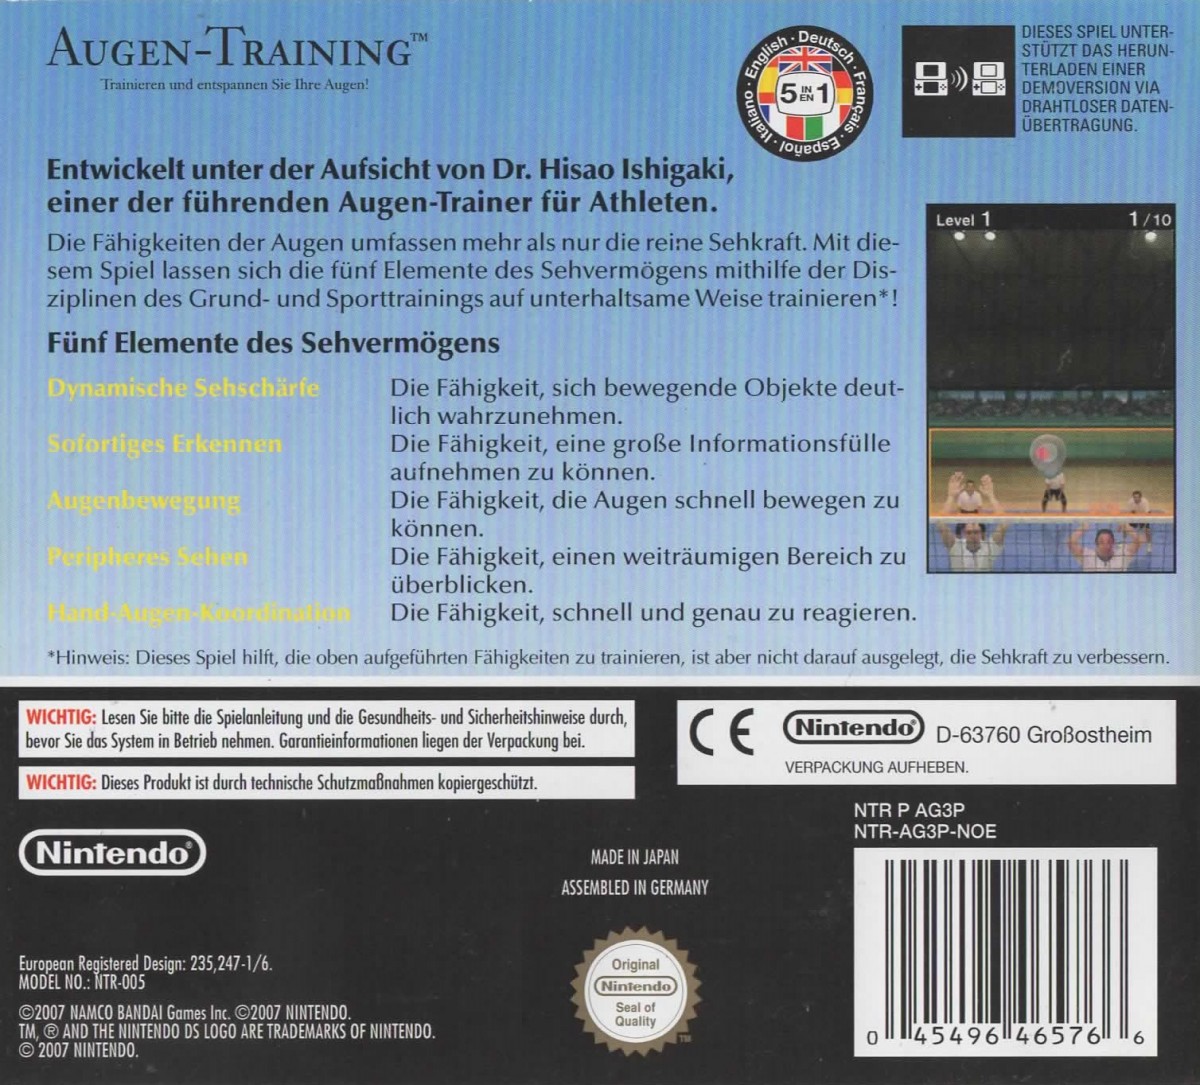 AUGEN-TRAINING™
Trainieren und entspannen Sie Ihre Augen!
English · Deutsch · Français · Español · Italiano ·
5 IN EN 1
DIESES SPIEL UNTER-
STÜTZT DAS HERUN-
TERLADEN EINER
DEMOVERSION VIA
DRAHTLOSER DATEN-
ÜBERTRAGUNG.
Entwickelt unter der Aufsicht von Dr. Hisao Ishigaki,
einer der führenden Augen-Trainer für Athleten.
Die Fähigkeiten der Augen umfassen mehr als nur die reine Sehkraft. Mit die-
sem Spiel lassen sich die fünf Elemente des Sehvermögens mithilfe der Dis-
ziplinen des Grund- und Sporttrainings auf unterhaltsame Weise trainieren*!
Level 1 1/10
Fünf Elemente des Sehvermögens
Dynamische Sehschärfe Die Fähigkeit, sich bewegende Objekte deut-
lich wahrzunehmen.
Sofortiges Erkennen Die Fähigkeit, eine große Informationsfülle
aufnehmen zu können.
Augenbewegung Die Fähigkeit, die Augen schnell bewegen zu
können.
Peripheres Sehen Die Fähigkeit, einen weiträumigen Bereich zu
überblicken.
Hand-Augen-Koordination Die Fähigkeit, schnell und genau zu reagieren.
*Hinweis: Dieses Spiel hilft, die oben aufgeführten Fähigkeiten zu trainieren, ist aber nicht darauf ausgelegt, die Sehkraft zu verbessern.
WICHTIG: Lesen Sie bitte die Spielanleitung und die Gesundheits- und Sicherheitshinweise durch,
bevor Sie das System in Betrieb nehmen. Garantieinformationen liegen der Verpackung bei.
WICHTIG: Dieses Produkt ist durch technische Schutzmaßnahmen kopiergeschützt.
CE Nintendo® D-63760 Großostheim
VERPACKUNG AUFHEBEN.
NTR P AG3P
NTR-AG3P-NOE
Nintendo®
MADE IN JAPAN
ASSEMBLED IN GERMANY
Original
Nintendo
Seal of
Quality
TM
European Registered Design: 235,247-1/6.
MODEL NO.: NTR-005
©2007 NAMCO BANDAI Games Inc. ©2007 NINTENDO.
TM, ® AND THE NINTENDO DS LOGO ARE TRADEMARKS OF NINTENDO.
© 2007 NINTENDO.
0 45496 46576 6